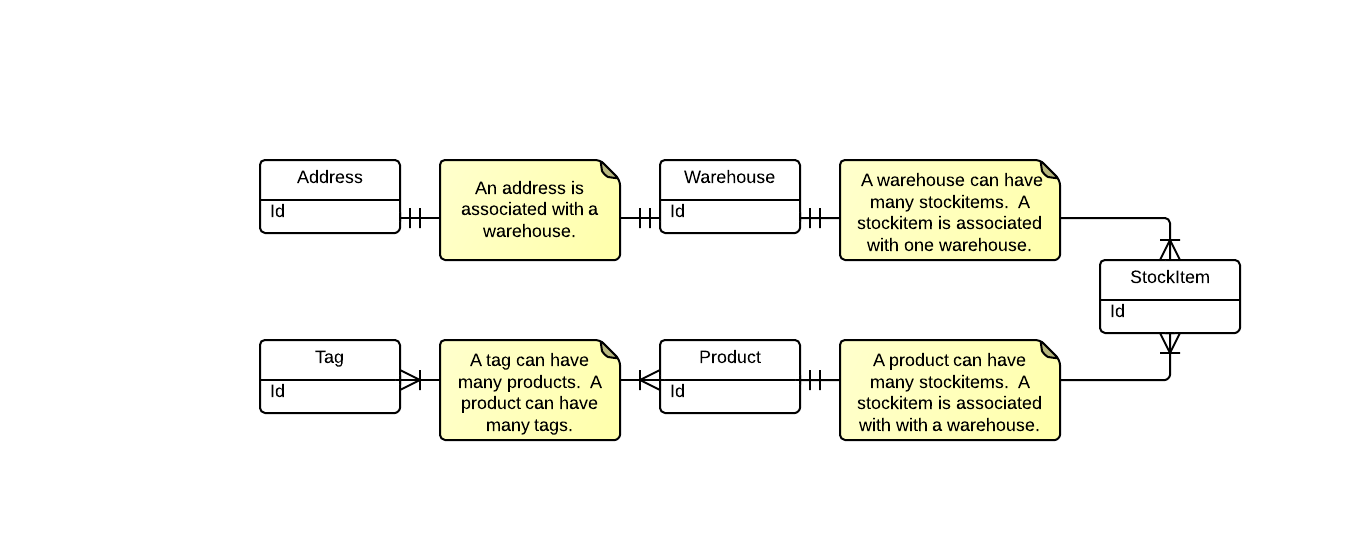 Address
Id
An address is
associated with a
warehouse.
Warehouse
Id
A warehouse can have
many stockitems. A
stockitem is associated
with one warehouse.
StockItem
Id
Tag
Id
A tag can have
many products. A
product can have
many tags.
Product
Id
A product can have
many stockitems. A
stockitem is associated
with with a warehouse.